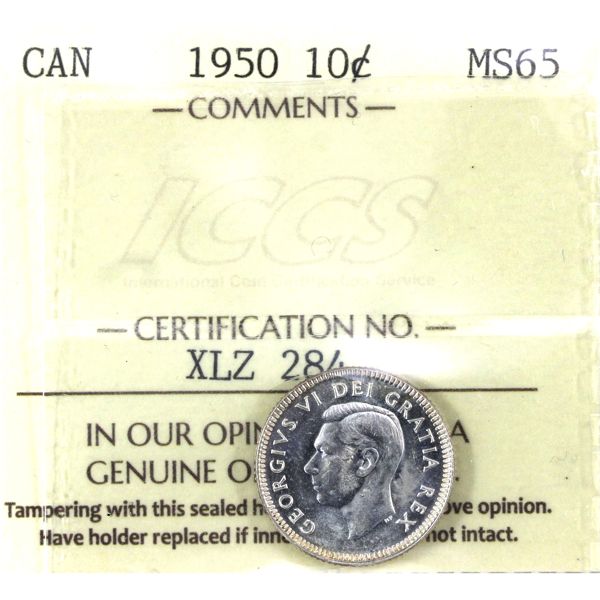 CAN 1950 10¢ MS65
— COMMENTS —
ICCS
International Coin Certification Service
— CERTIFICATION NO. —
XLZ 284
IN OUR OPIN A
GENUINE O .
Tampering with this sealed h ve opinion.
Have holder replaced if inn not intact.
GEORGIVS VI DEI GRATIA REX